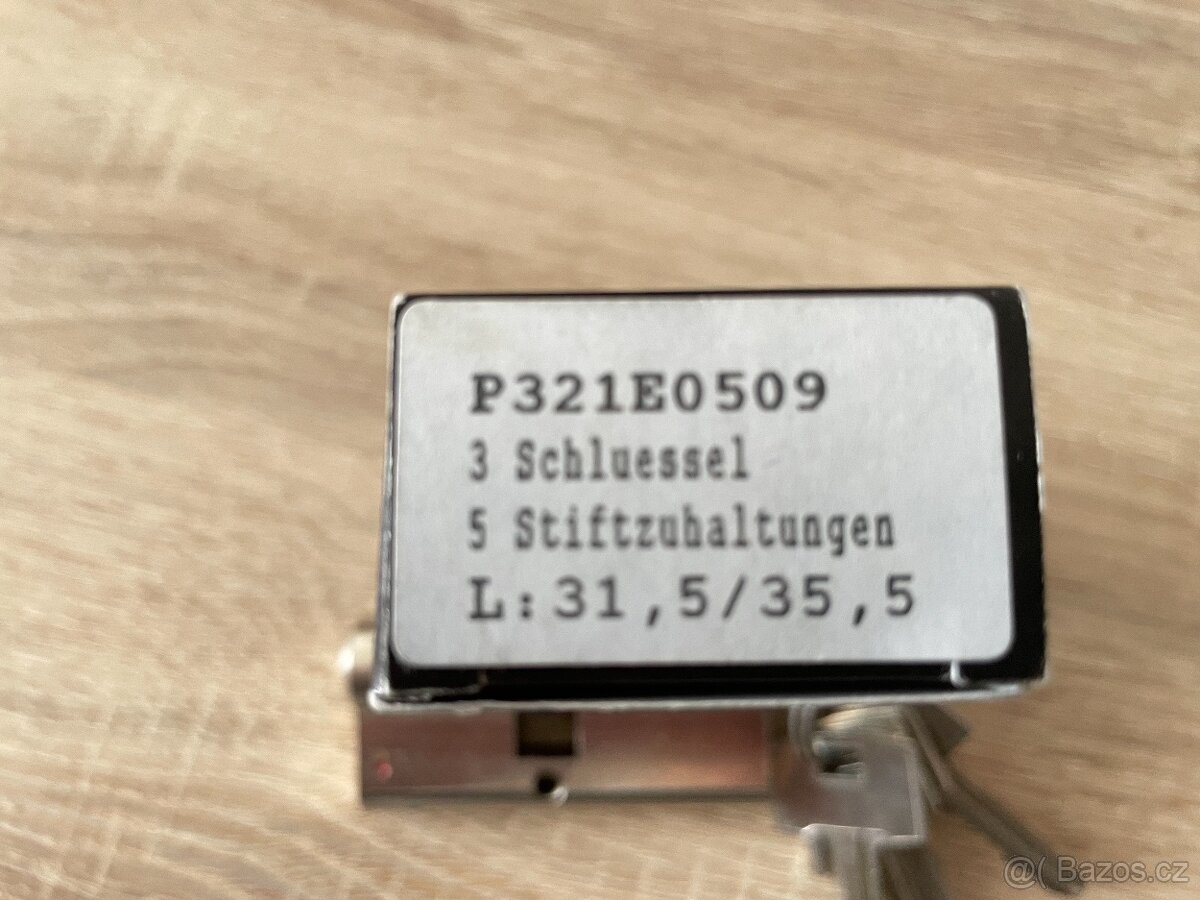 P321E0509
3 Schluessel
5 Stiftzuhaltungen
L:31,5/35,5
@( Bazos.cz